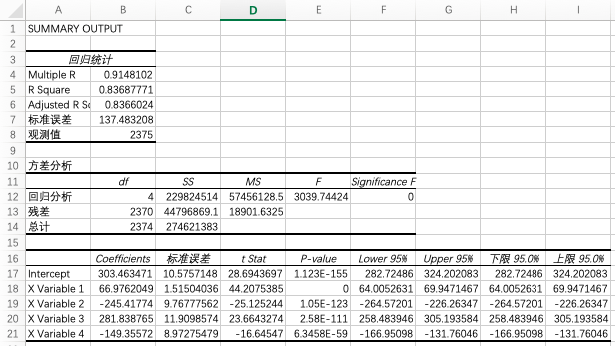 A B C D E F G H I
1 SUMMARY OUTPUT
2
3 回归统计
4 Multiple R 0.9148102
5 R Square 0.83687771
6 Adjusted R Sc 0.8366024
7 标准误差 137.483208
8 观测值 2375
9
10 方差分析
11 df SS MS F Significance F
12 回归分析 4 229824514 57456128.5 3039.74424 0
13 残差 2370 44796869.1 18901.6325
14 总计 2374 274621383
15
16 Coefficients 标准误差 t Stat P-value Lower 95% Upper 95% 下限 95.0% 上限 95.0%
17 Intercept 303.463471 10.5757148 28.6943697 1.123E-155 282.72486 324.202083 282.72486 324.202083
18 X Variable 1 66.9762049 1.51504036 44.2075385 0 64.0052631 69.9471467 64.0052631 69.9471467
19 X Variable 2 -245.41774 9.76777562 -25.125244 1.05E-123 -264.57201 -226.26347 -264.57201 -226.26347
20 X Variable 3 281.838765 11.9098574 23.6643274 2.58E-111 258.483946 305.193584 258.483946 305.193584
21 X Variable 4 -149.35572 8.97275479 -16.64547 6.3458E-59 -166.95098 -131.76046 -166.95098 -131.76046